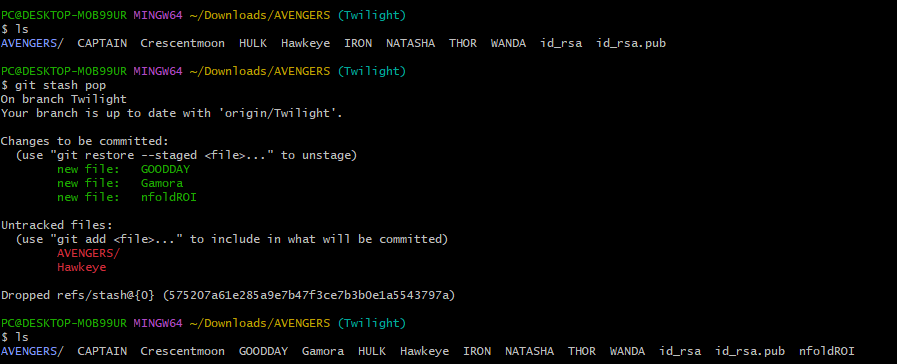 PC@DESKTOP-MOB99UR MINGW64 ~/Downloads/AVENGERS (Twilight)
$ ls
AVENGERS/  CAPTAIN  Crescentmoon  HULK  Hawkeye  IRON  NATASHA  THOR  WANDA  id_rsa  id_rsa.pub
PC@DESKTOP-MOB99UR MINGW64 ~/Downloads/AVENGERS (Twilight)
$ git stash pop
On branch Twilight
Your branch is up to date with 'origin/Twilight'.
Changes to be committed:
  (use "git restore --staged <file>..." to unstage)
        new file:   GOODDAY
        new file:   Gamora
        new file:   nfoldROI
Untracked files:
  (use "git add <file>..." to include in what will be committed)
        AVENGERS/
        Hawkeye
Dropped refs/stash@{0} (575207a61e285a9e7b47f3ce7b3b0e1a5543797a)
PC@DESKTOP-MOB99UR MINGW64 ~/Downloads/AVENGERS (Twilight)
$ ls
AVENGERS/  CAPTAIN  Crescentmoon  GOODDAY  Gamora  HULK  Hawkeye  IRON  NATASHA  THOR  WANDA  id_rsa  id_rsa.pub  nfoldROI